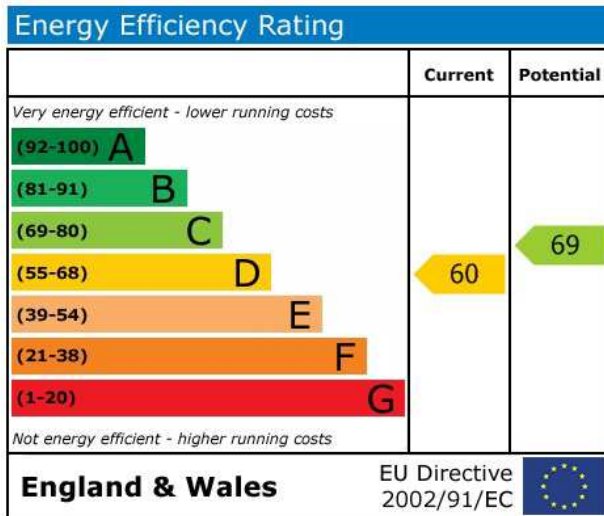 Energy Efficiency Rating
Current Potential
Very energy efficient - lower running costs
(92-100) A
(81-91) B
(69-80) C
69
(55-68) D
60
(39-54) E
(21-38) F
(1-20) G
Not energy efficient - higher running costs
England & Wales
EU Directive
2002/91/EC